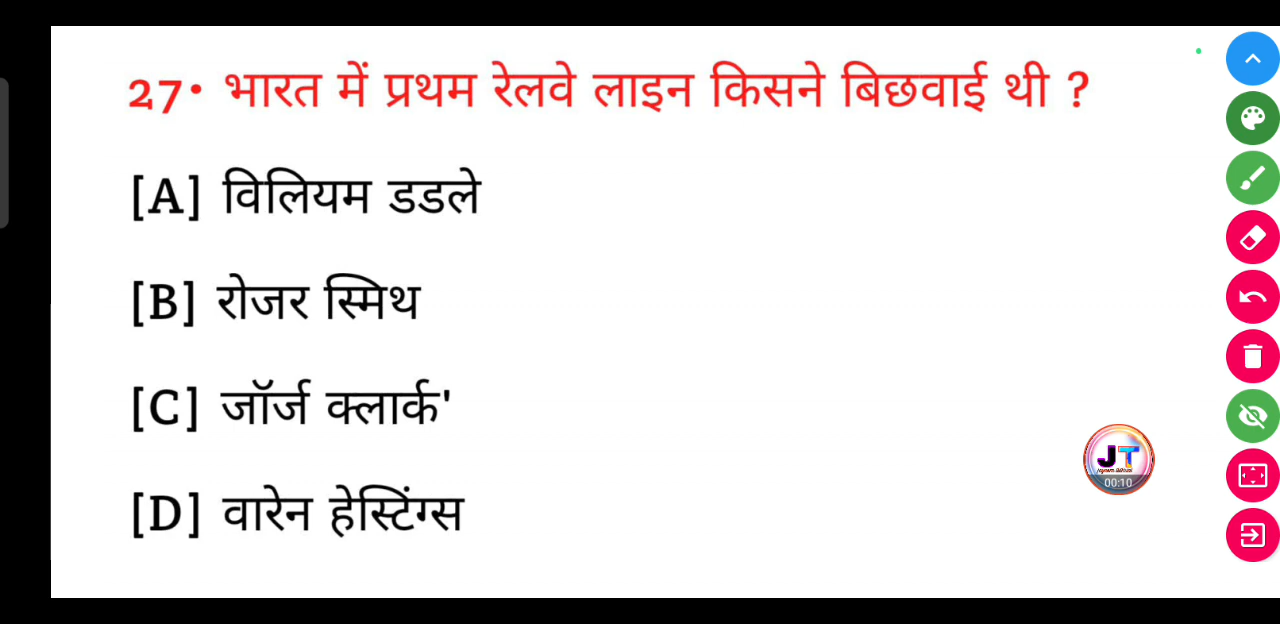 27• भारत में प्रथम रेलवे लाइन किसने बिछवाई थी ?
[A] विलियम डडले
[B] रोजर स्मिथ
[C] जॉर्ज क्लार्क'
[D] वारेन हेस्टिंग्स
JT
00:10